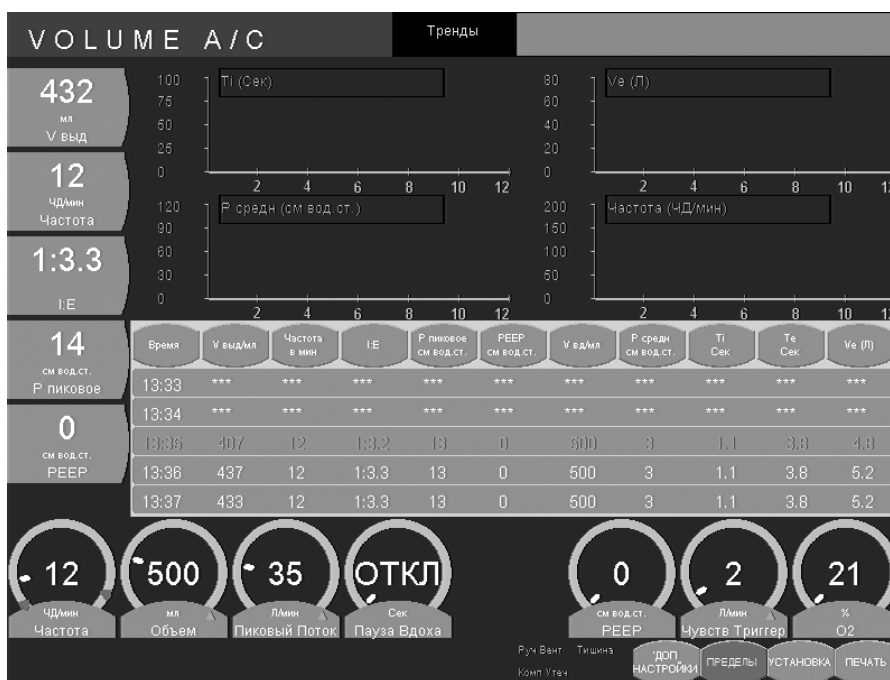 VOLUME A/C
Тренды
432
мл
V выд
12
ЧД/мин
Частота
1:3.3
I:E
14
см вод.ст.
Р пиковое
0
см вод.ст.
PEEP
100
75
50
25
0
Ti (Сек)
2 4 6 8 10 12
80
60
40
20
0
Ve (Л)
2 4 6 8 10 1
120
90
60
30
0
Р средн (см вод.ст.)
2 4 6 8 10 12
200
150
100
50
0
Частота (ЧД/мин)
2 4 6 8 10 1
Время V выд/мл Частота в мин I:E Р пиковое см вод.ст. PEEP см вод.ст. V вд/мл Р средн см вод.ст. Ti Сек Te Сек Ve (Л)
13:33 *** *** *** *** *** *** *** *** *** ***
13:34 *** *** *** *** *** *** *** *** *** ***
13:35 407 12 1:3.2 13 0 500 3 1.1 3.8 4.8
13:36 437 12 1:3.3 13 0 500 3 1.1 3.8 5.2
13:37 433 12 1:3.3 13 0 500 3 1.1 3.8 5.2
12
ЧД/мин
Частота
500
мл
Объем
35
Л/мин
Пиковый Поток
ОТКЛ
Сек
Пауза Вдоха
0
см вод.ст.
PEEP
2
Л/мин
Чувств Триггер
21
%
O2
Руч Вент Тишина
Комп Утеч
'ДОП_
НАСТРОЙКИ
ПРЕДЕЛЫ
УСТАНОВКА
ПЕЧАТЬ